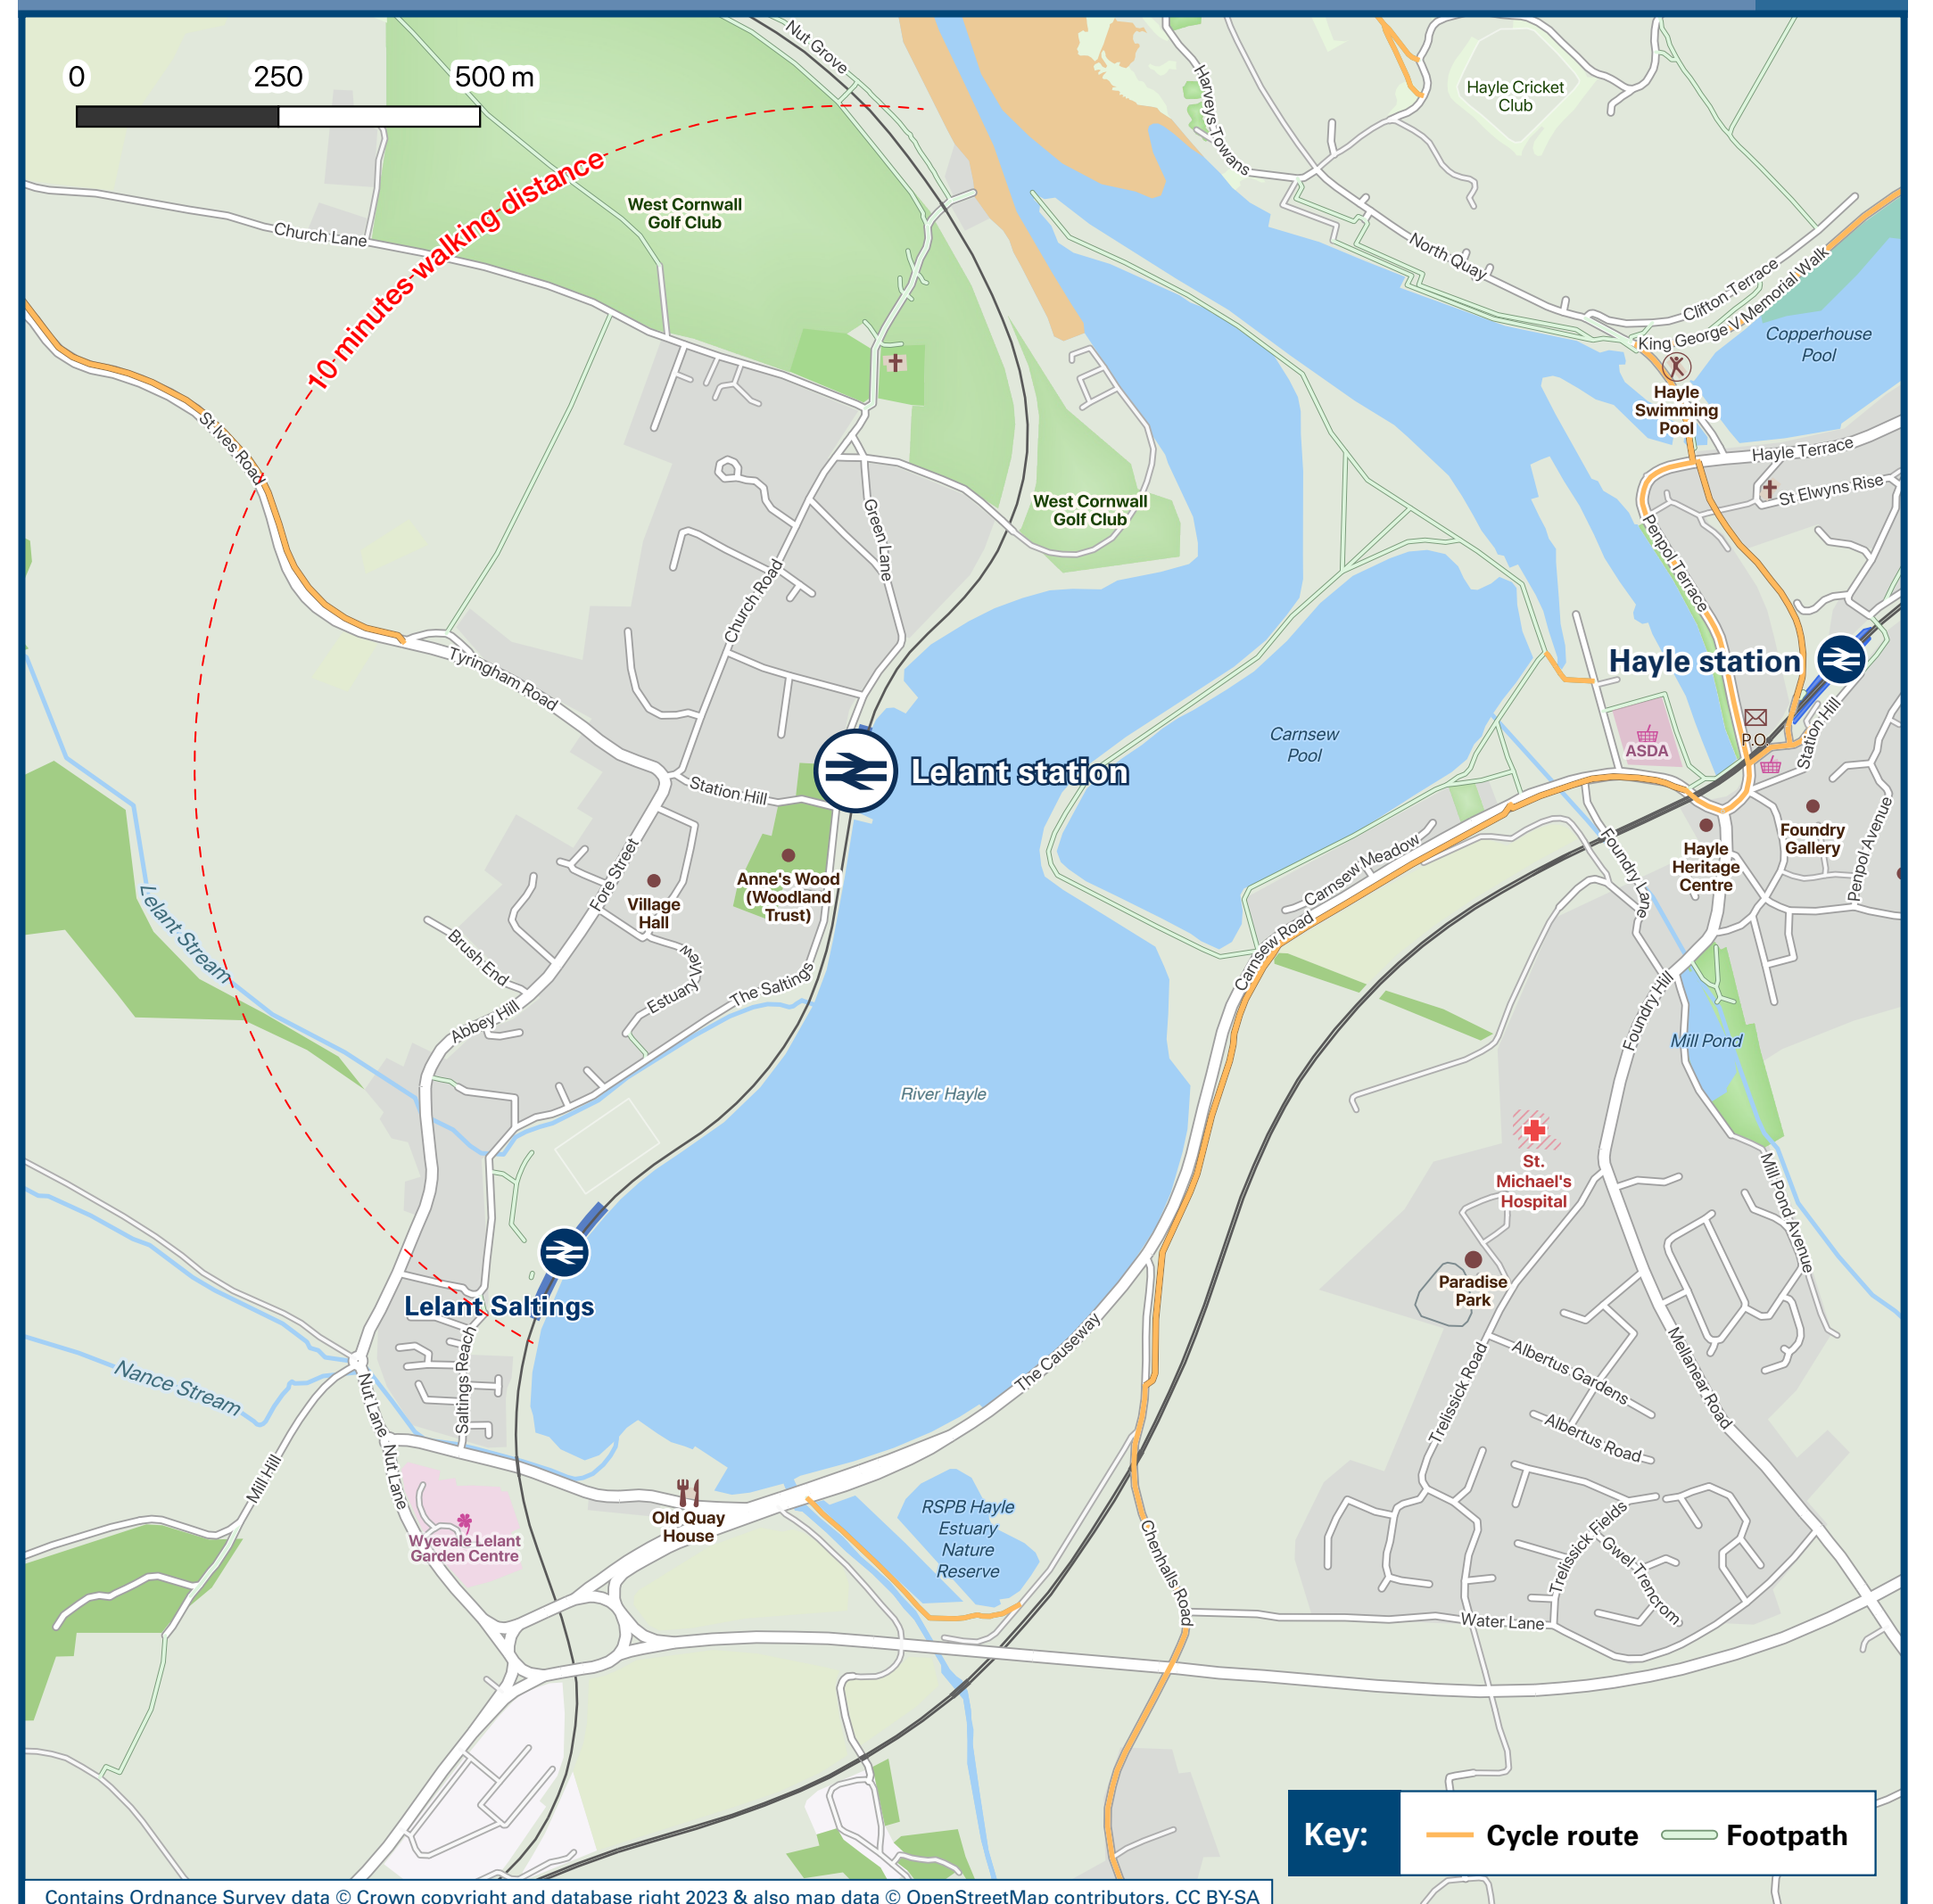 0 250 500 m
Nut Grove
Harveys Towans
Hayle Cricket
Club
10 minutes walking distance
West Cornwall
Golf Club
Church Lane
North Quay
Clifton Terrace
King George V Memorial Walk
Copperhouse
Pool
Hayle
Swimming
Pool
St Ives Road
Hayle Terrace
St Elwyns Rise
West Cornwall
Golf Club
Green Lane
Penpol Terrace
Church Road
Tyringham Road
Hayle station
Station Hill
P.O.
ASDA
Carnsew
Pool
Lelant station
Station Hill
Foundry
Gallery
Penpol Avenue
Hayle
Heritage
Centre
Foundry Lane
Carnsew Meadow
Carnsew Road
Anne's Wood
(Woodland
Trust)
Fore Street
Village
Hall
Lelant Stream
Brush End
Estuary View
The Saltings
Abbey Hill
Foundry Hill
Mill Pond
River Hayle
St.
Michael's
Hospital
Mill Pond Avenue
Paradise
Park
Lelant Saltings
The Causeway
Saltings Reach
Nance Stream
Nut Lane
Nut Lane
Mill Hill
Albertus Gardens
Mellanear Road
Trelissick Road
Albertus Road
Old Quay
House
RSPB Hayle
Estuary
Nature
Reserve
Wyevale Lelant
Garden Centre
Chenhalls Road
Trelissick Fields
Gwel Trencrom
Water Lane
Key:
Cycle route
Footpath
Contains Ordnance Survey data © Crown copyright and database right 2023 & also map data © OpenStreetMap contributors, CC BY-SA